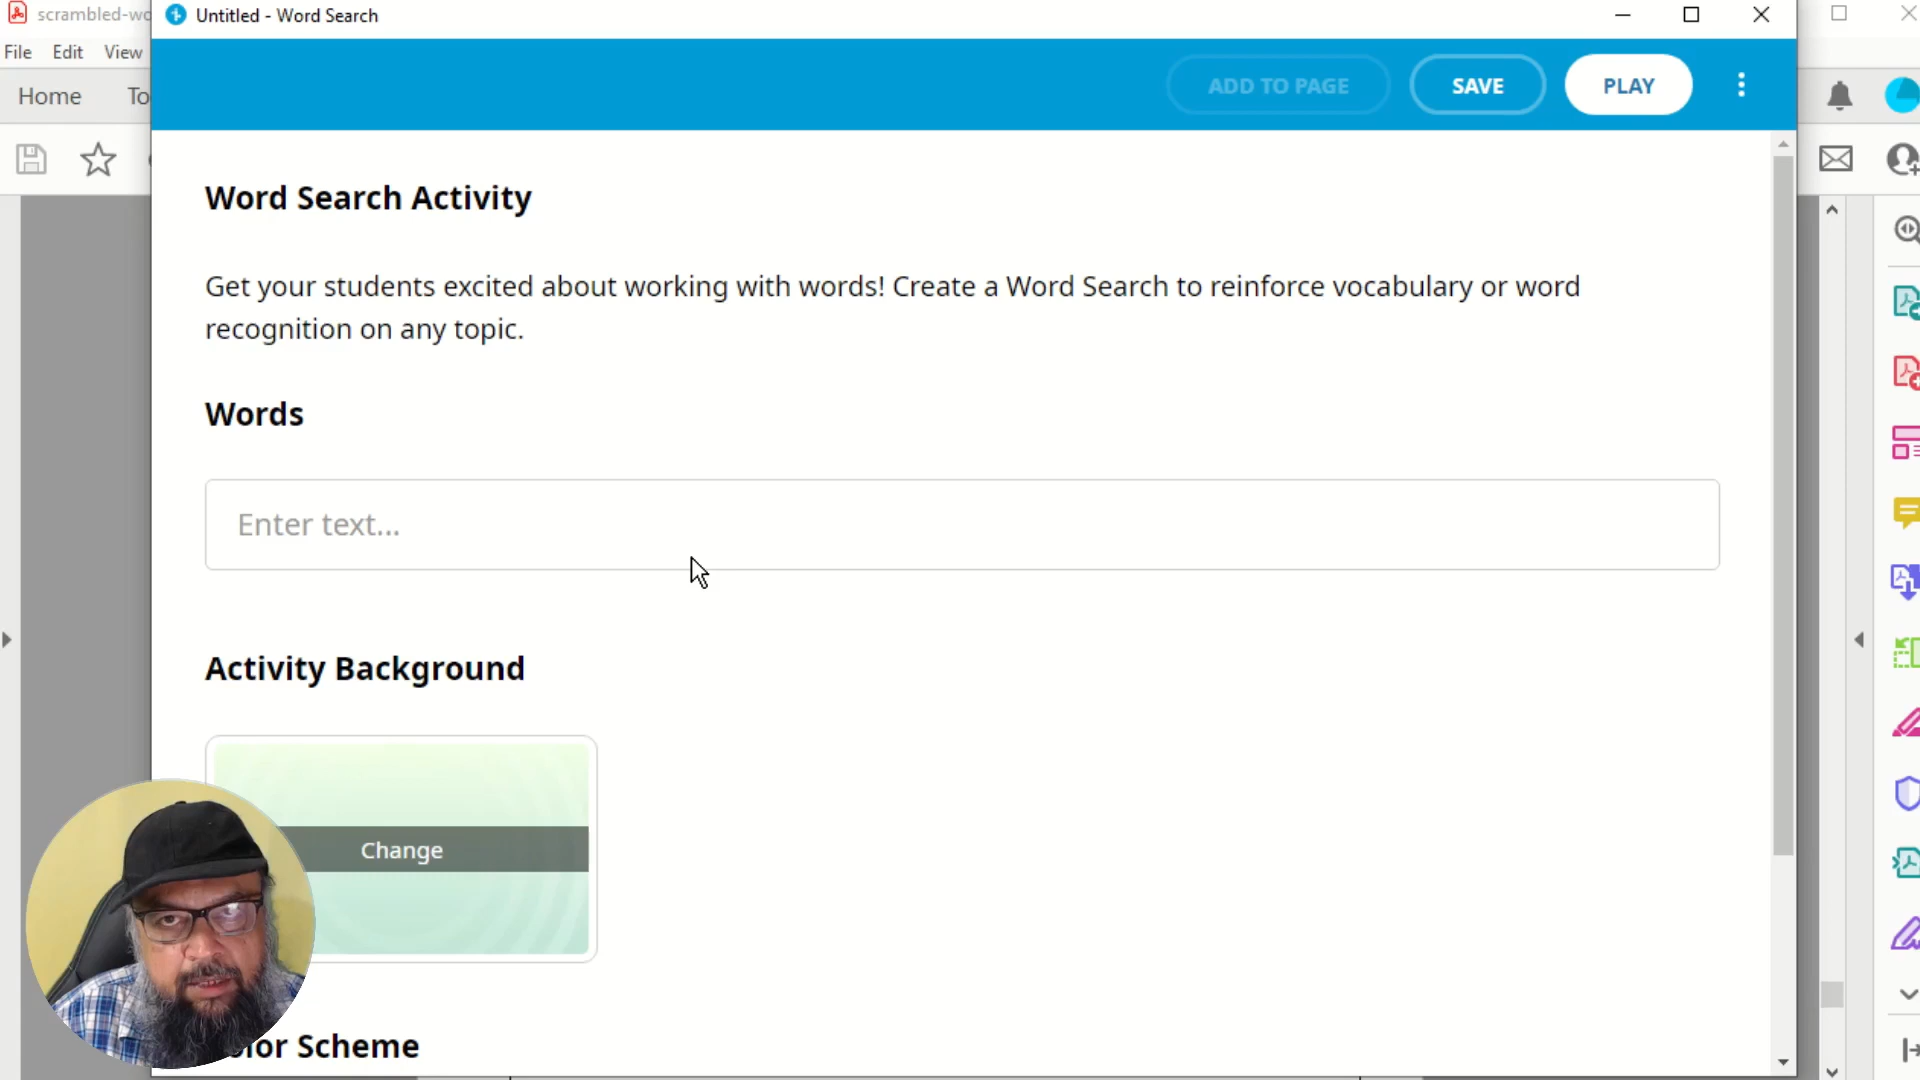 scrambled-wo
Untitled - Word Search
File Edit View
ADD TO PAGE SAVE PLAY
Home To
Word Search Activity
Get your students excited about working with words! Create a Word Search to reinforce vocabulary or word
recognition on any topic.
Words
Enter text...
Activity Background
Change
olor Scheme